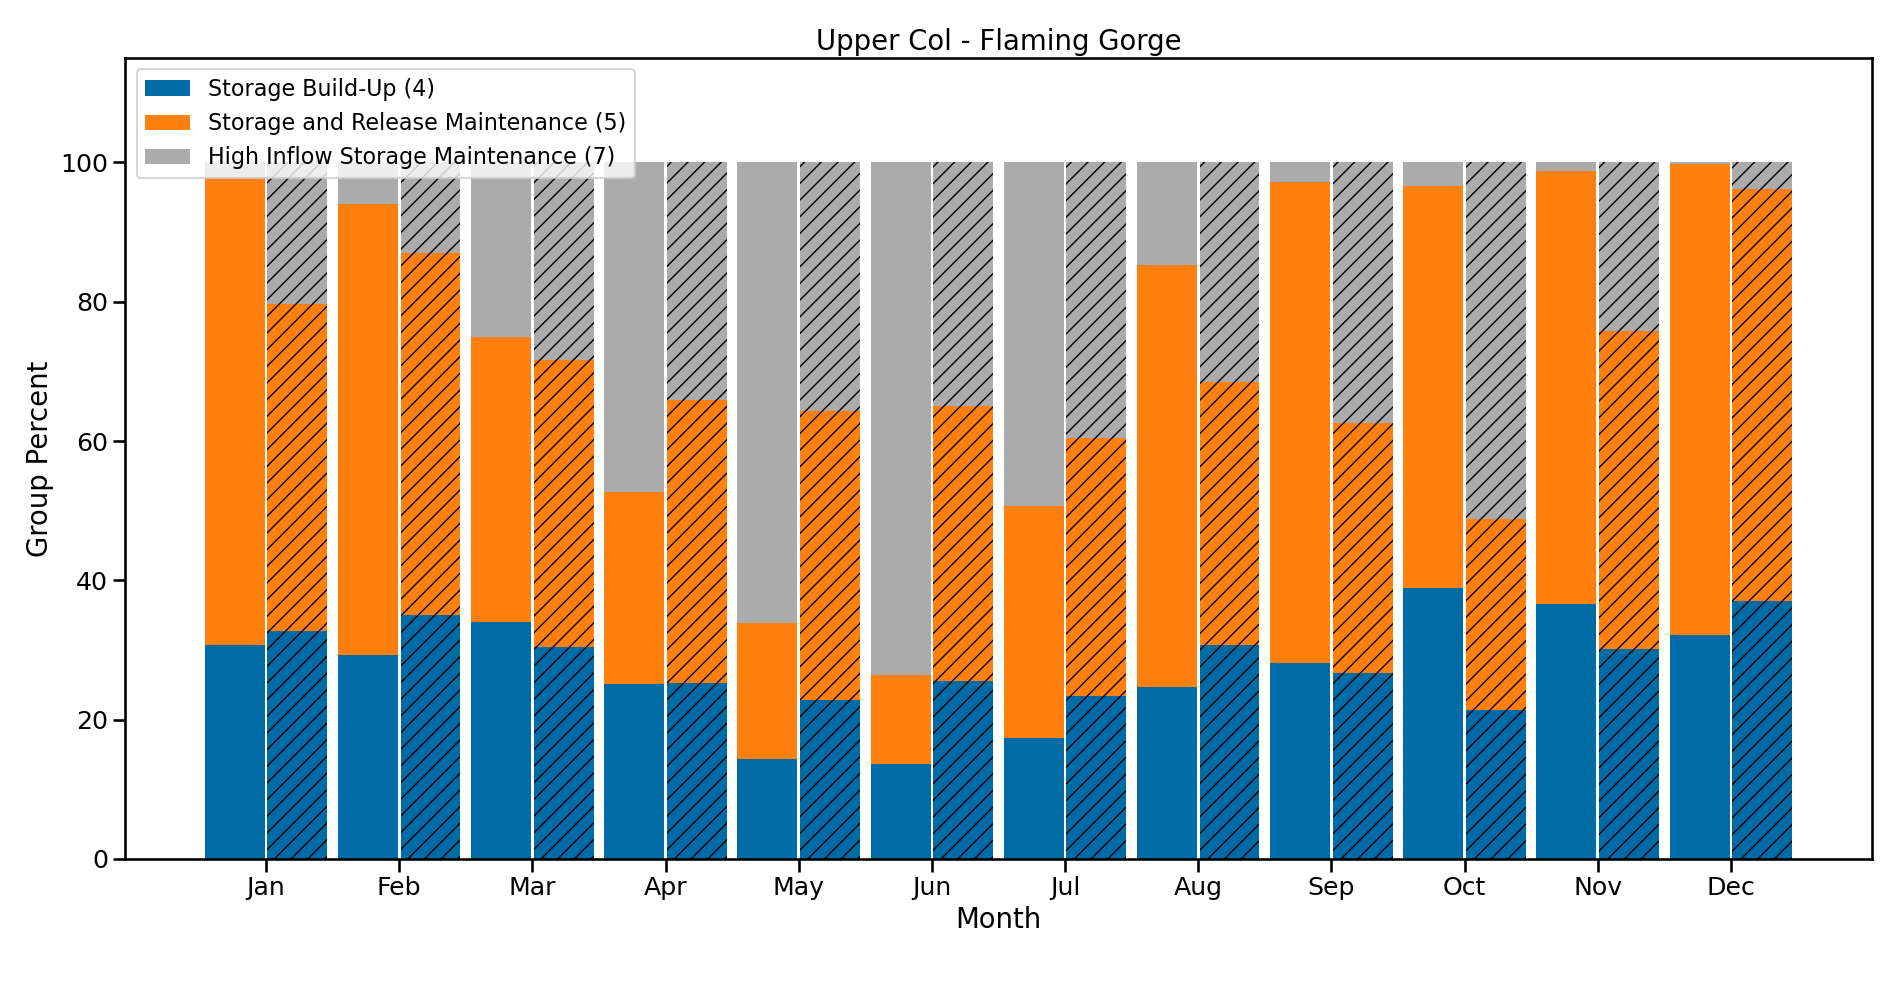 Upper Col - Flaming Gorge
Storage Build-Up (4)
Storage and Release Maintenance (5)
High Inflow Storage Maintenance (7)
100
80
60
40
20
0
Group Percent
Jan Feb Mar Apr May Jun Jul Aug Sep Oct Nov Dec
Month